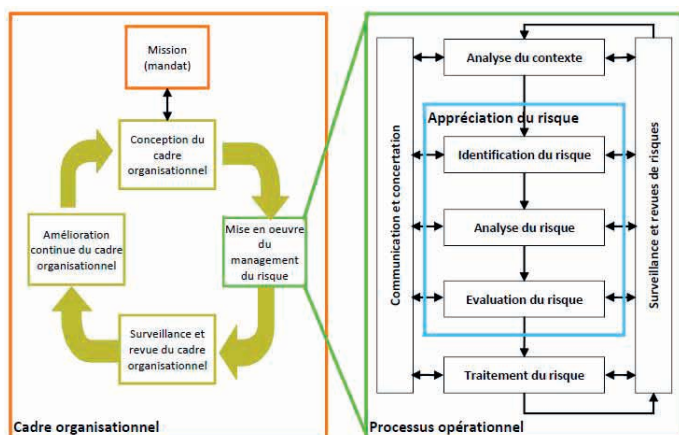 Mission
(mandat)
Conception du
cadre
organisationnel
Amélioration
continue du cadre
organisationnel
Mise en oeuvre
du
management du
risque
Surveillance et
revue du cadre
organisationnel
Cadre organisationnel
Communication et concertation
Analyse du contexte
Appréciation du risque
Identification du risque
Analyse du risque
Evaluation du risque
Traitement du risque
Surveillance et revues de risques
Processus opérationnel